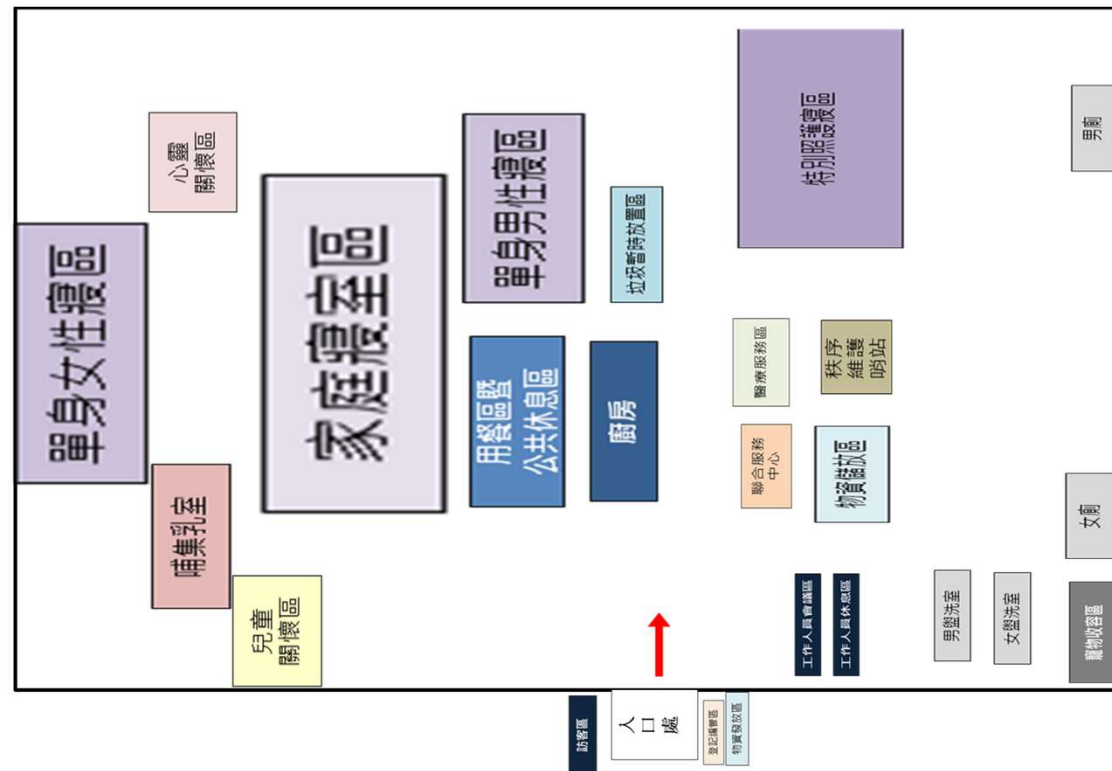 單身女性寢區
心靈
關懷區
家庭寢室區
哺集乳室
兒童
關懷區
單身男性寢區
用餐區暨
公共休息區
垃圾暫時放置區
廚房
特別照護寢區
醫療服務區
秩序
維護
哨站
聯合服務
中心
物資儲放區
工作人員會議區
工作人員休息區
男盥洗室
女盥洗室
男廁
女廁
寵物收容區
訪客區
入
口
處
登記編管區
物資發放區